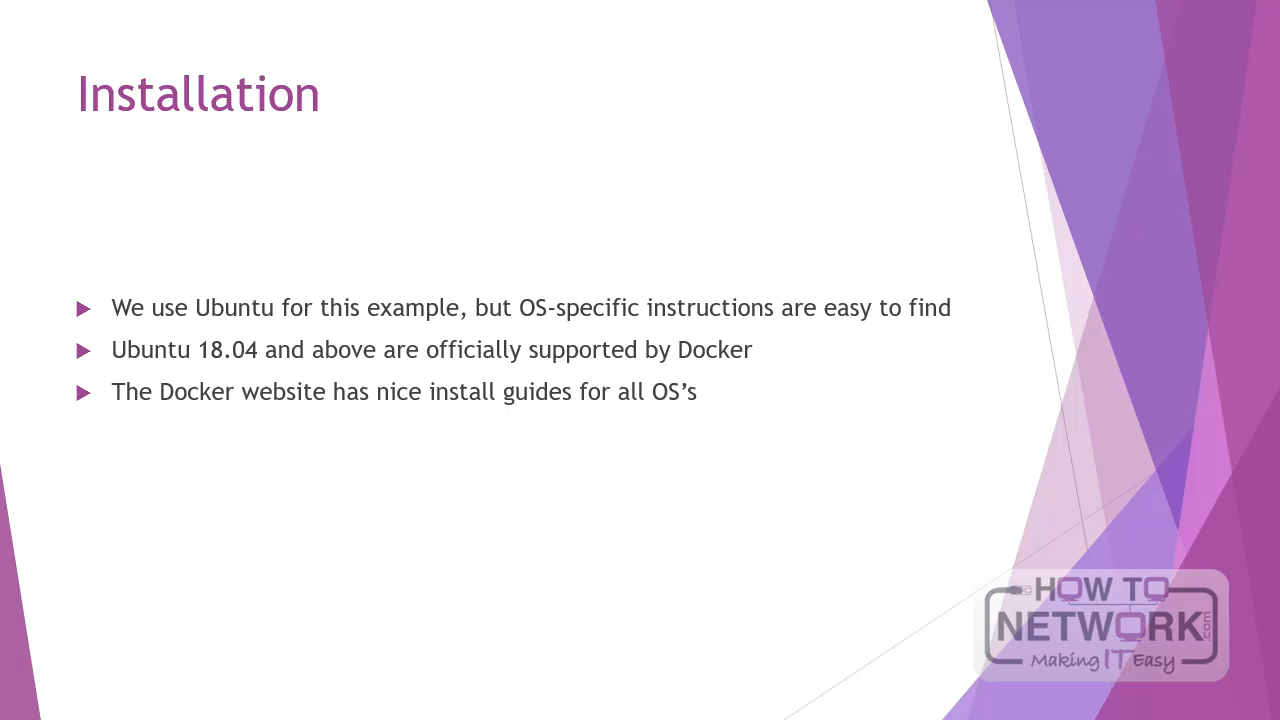 Installation
We use Ubuntu for this example, but OS-specific instructions are easy to find
Ubuntu 18.04 and above are officially supported by Docker
The Docker website has nice install guides for all OS’s
HOW TO
NETWORK.com
Making IT Easy